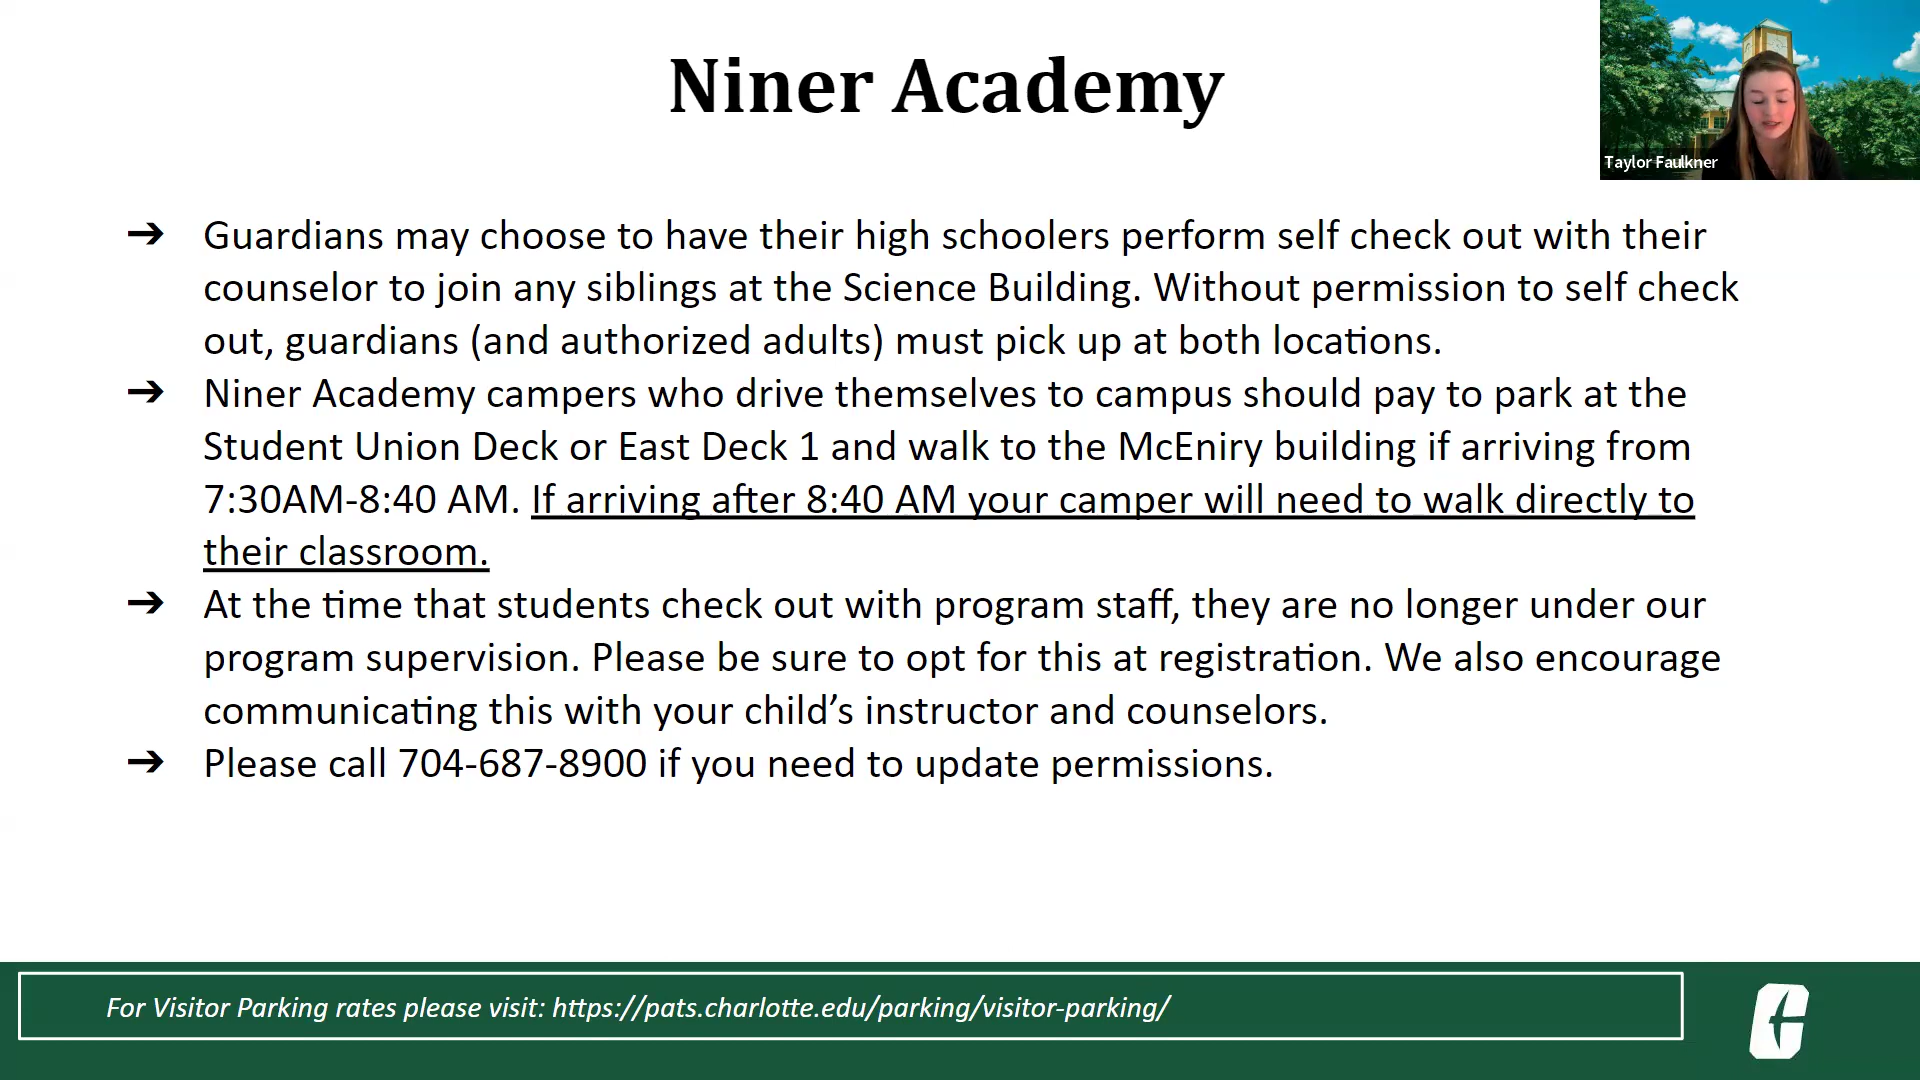 Niner Academy
Taylor Faulkner
➔ Guardians may choose to have their high schoolers perform self check out with their
counselor to join any siblings at the Science Building. Without permission to self check
out, guardians (and authorized adults) must pick up at both locations.
➔ Niner Academy campers who drive themselves to campus should pay to park at the
Student Union Deck or East Deck 1 and walk to the McEniry building if arriving from
7:30AM-8:40 AM. If arriving after 8:40 AM your camper will need to walk directly to
their classroom.
➔ At the time that students check out with program staff, they are no longer under our
program supervision. Please be sure to opt for this at registration. We also encourage
communicating this with your child’s instructor and counselors.
➔ Please call 704-687-8900 if you need to update permissions.
For Visitor Parking rates please visit: https://pats.charlotte.edu/parking/visitor-parking/